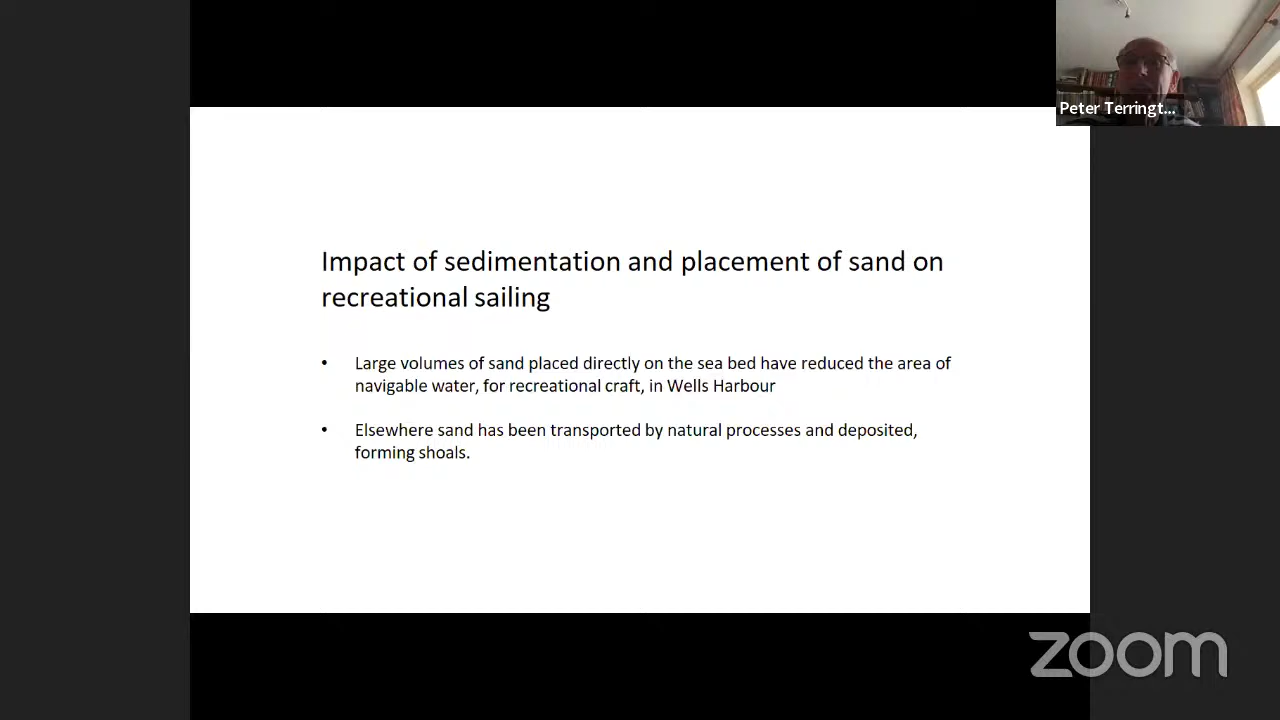 Peter Terringt...
Impact of sedimentation and placement of sand on
recreational sailing
• Large volumes of sand placed directly on the sea bed have reduced the area of
navigable water, for recreational craft, in Wells Harbour
• Elsewhere sand has been transported by natural processes and deposited,
forming shoals.
zoom